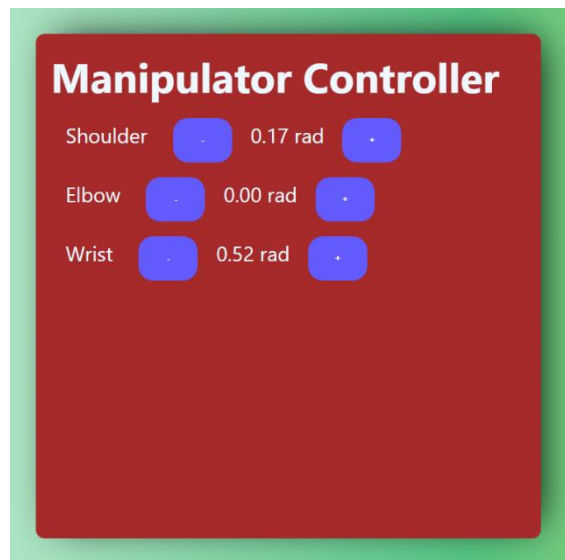 Manipulator Controller
Shoulder - 0.17 rad +
Elbow - 0.00 rad +
Wrist - 0.52 rad +